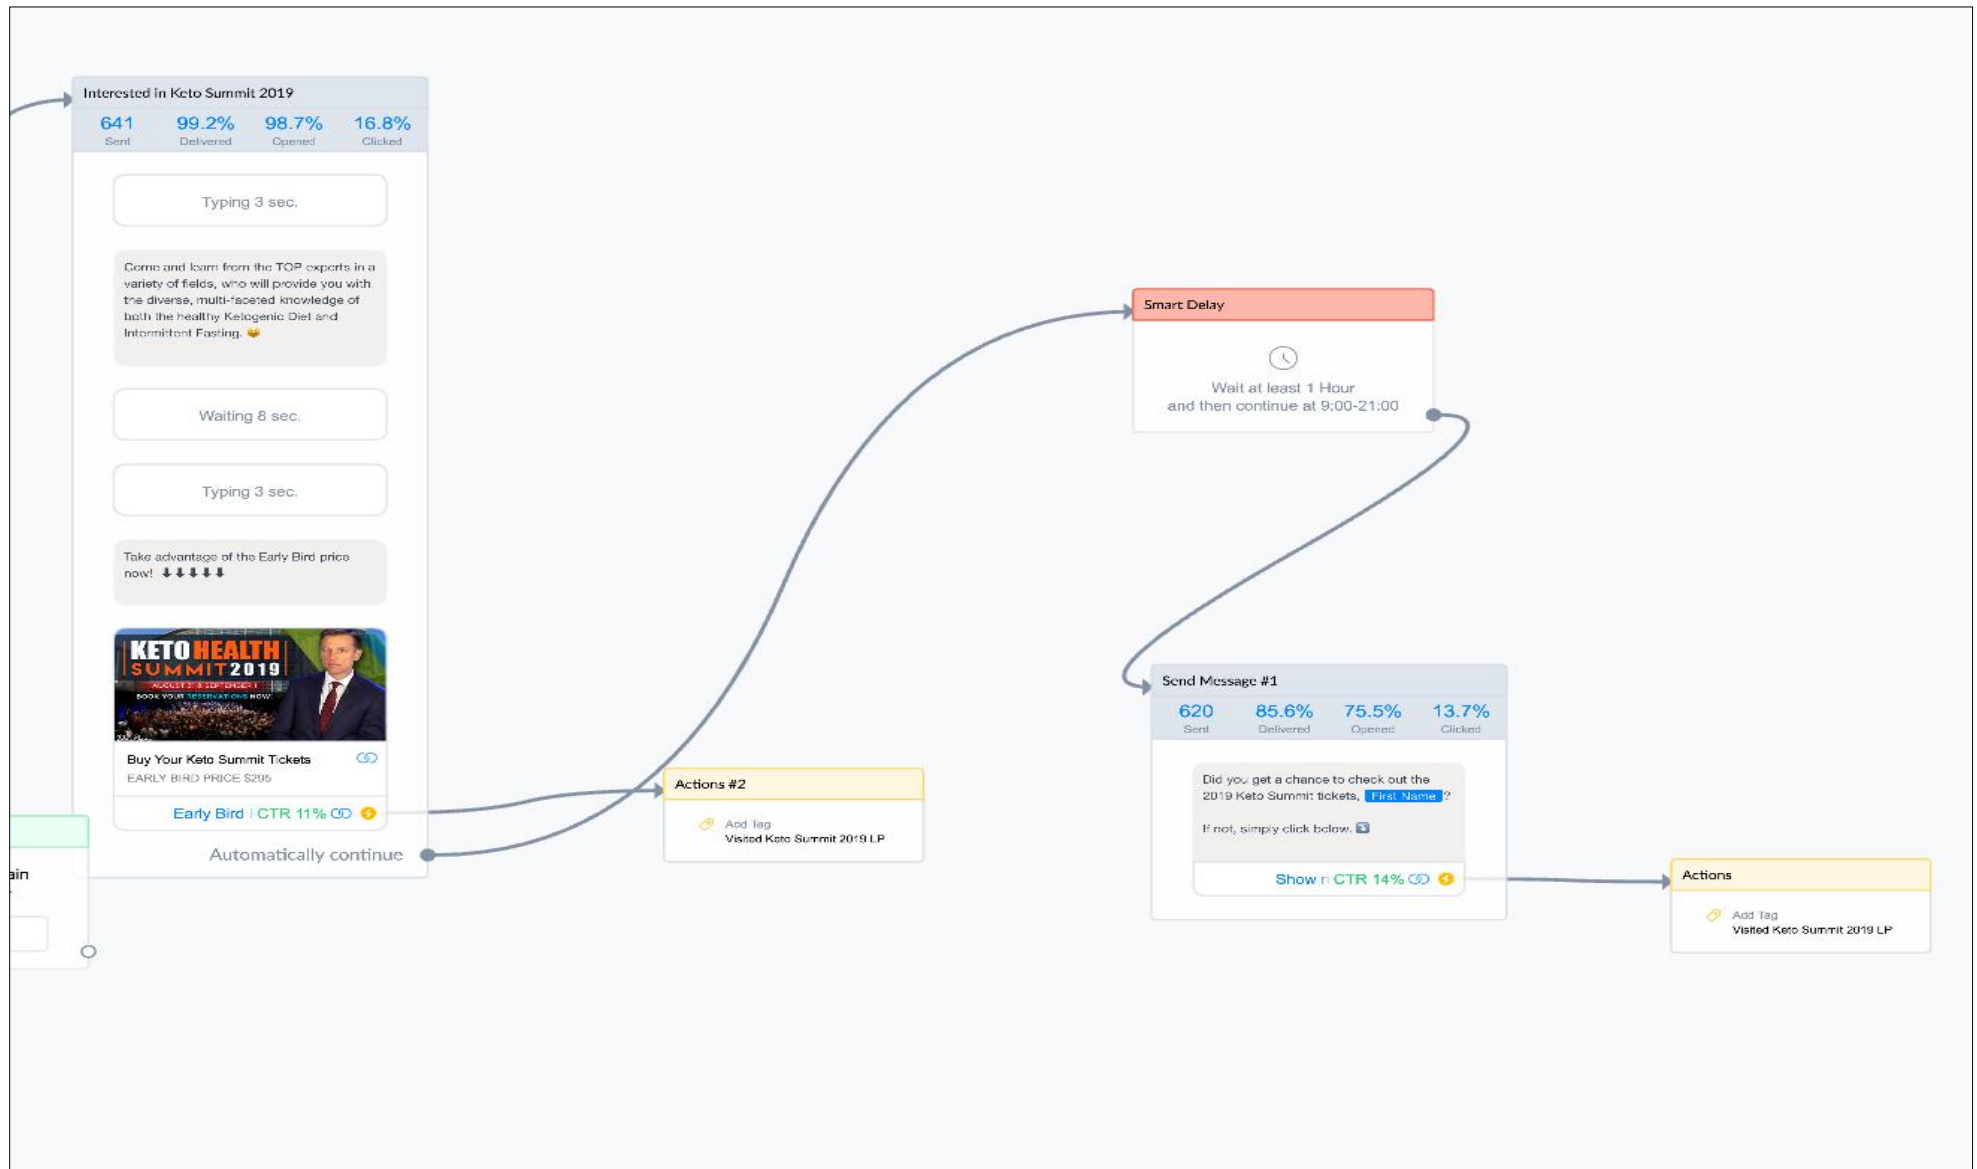 Interested in Keto Summit 2019
641 99.2% 98.7% 16.8%
Sent Delivered Opened Clicked
Typing 3 sec.
Come and learn from the TOP experts in a
variety of fields, who will provide you with
the diverse, multi-faceted knowledge of
both the healthy Ketogenic Diet and
Intermittent Fasting. 😄
Waiting 8 sec.
Typing 3 sec.
Take advantage of the Early Bird price
now! ⬇⬇⬇⬇⬇
KETO HEALTH
SUMMIT 2019
BOOK YOUR RESERVATIONS NOW
Buy Your Keto Summit Tickets
EARLY BIRD PRICE $295
Early Bird CTR 11%
Automatically continue
ain
Actions #2
Add Tag
Visited Keto Summit 2019 LP
Smart Delay
Wait at least 1 Hour
and then continue at 9:00-21:00
Send Message #1
620 85.6% 75.5% 13.7%
Sent Delivered Opened Clicked
Did you get a chance to check out the
2019 Keto Summit tickets, First Name ?
If not, simply click below. ⤵
Show CTR 14%
Actions
Add Tag
Visited Keto Summit 2019 LP